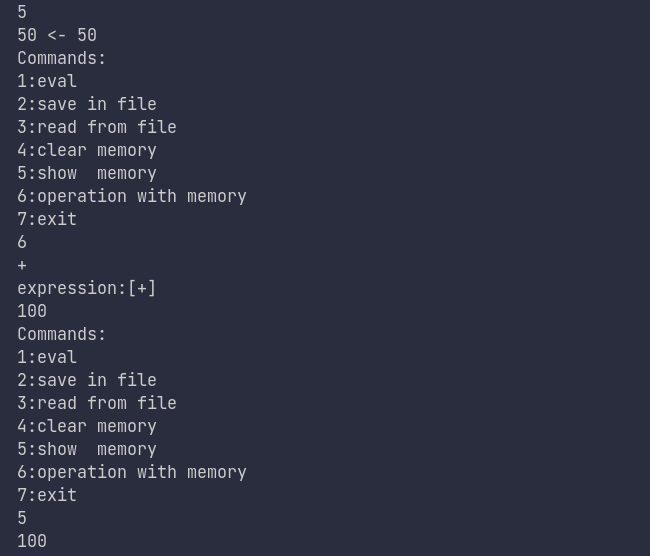 5
50 <- 50
Commands:
1:eval
2:save in file
3:read from file
4:clear memory
5:show  memory
6:operation with memory
7:exit
6
+
expression:[+]
100
Commands:
1:eval
2:save in file
3:read from file
4:clear memory
5:show  memory
6:operation with memory
7:exit
5
100